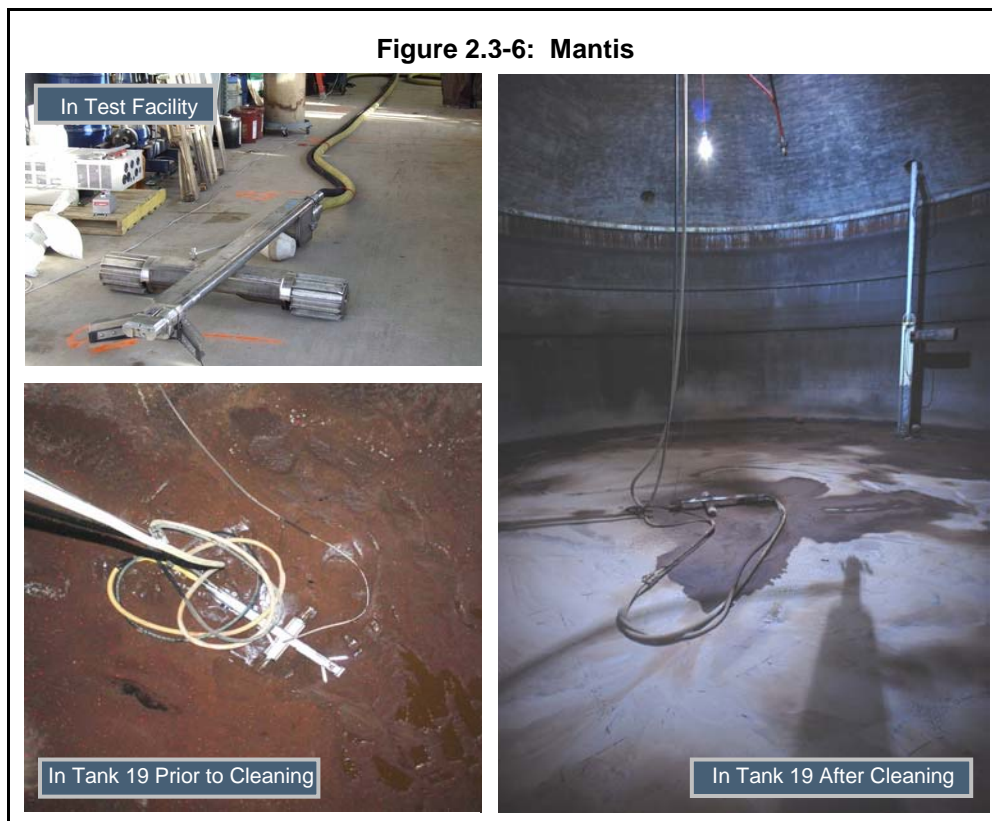 Figure 2.3-6: Mantis
In Test Facility
In Tank 19 Prior to Cleaning
In Tank 19 After Cleaning